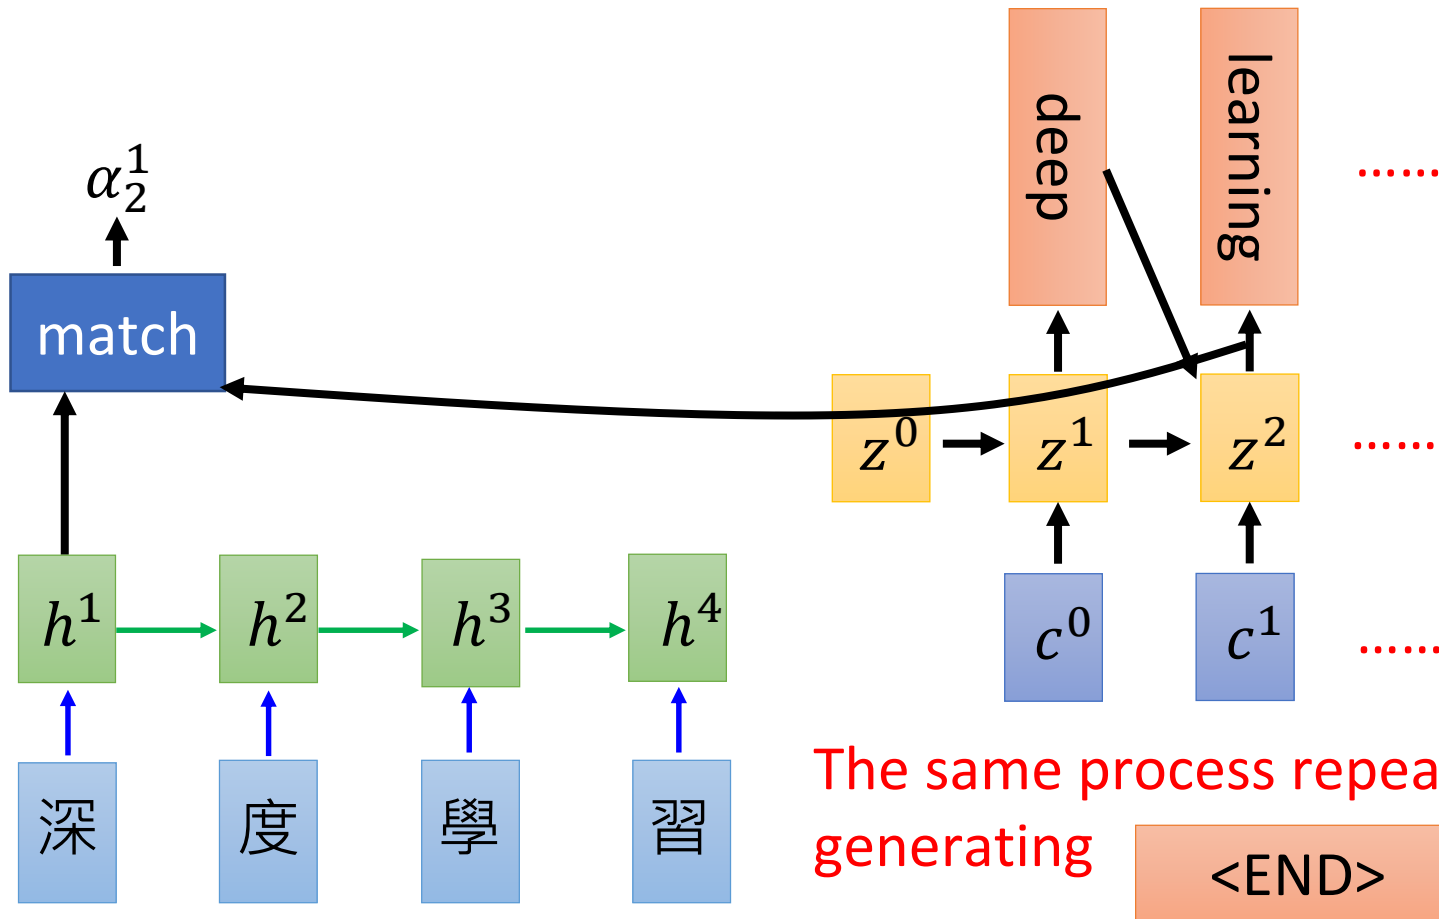 deep
learning
α₂¹
……
match
z⁰
z¹
z²
……
h¹
h²
h³
h⁴
c⁰
c¹
……
深
度
學
習
The same process repea
generating
<END>